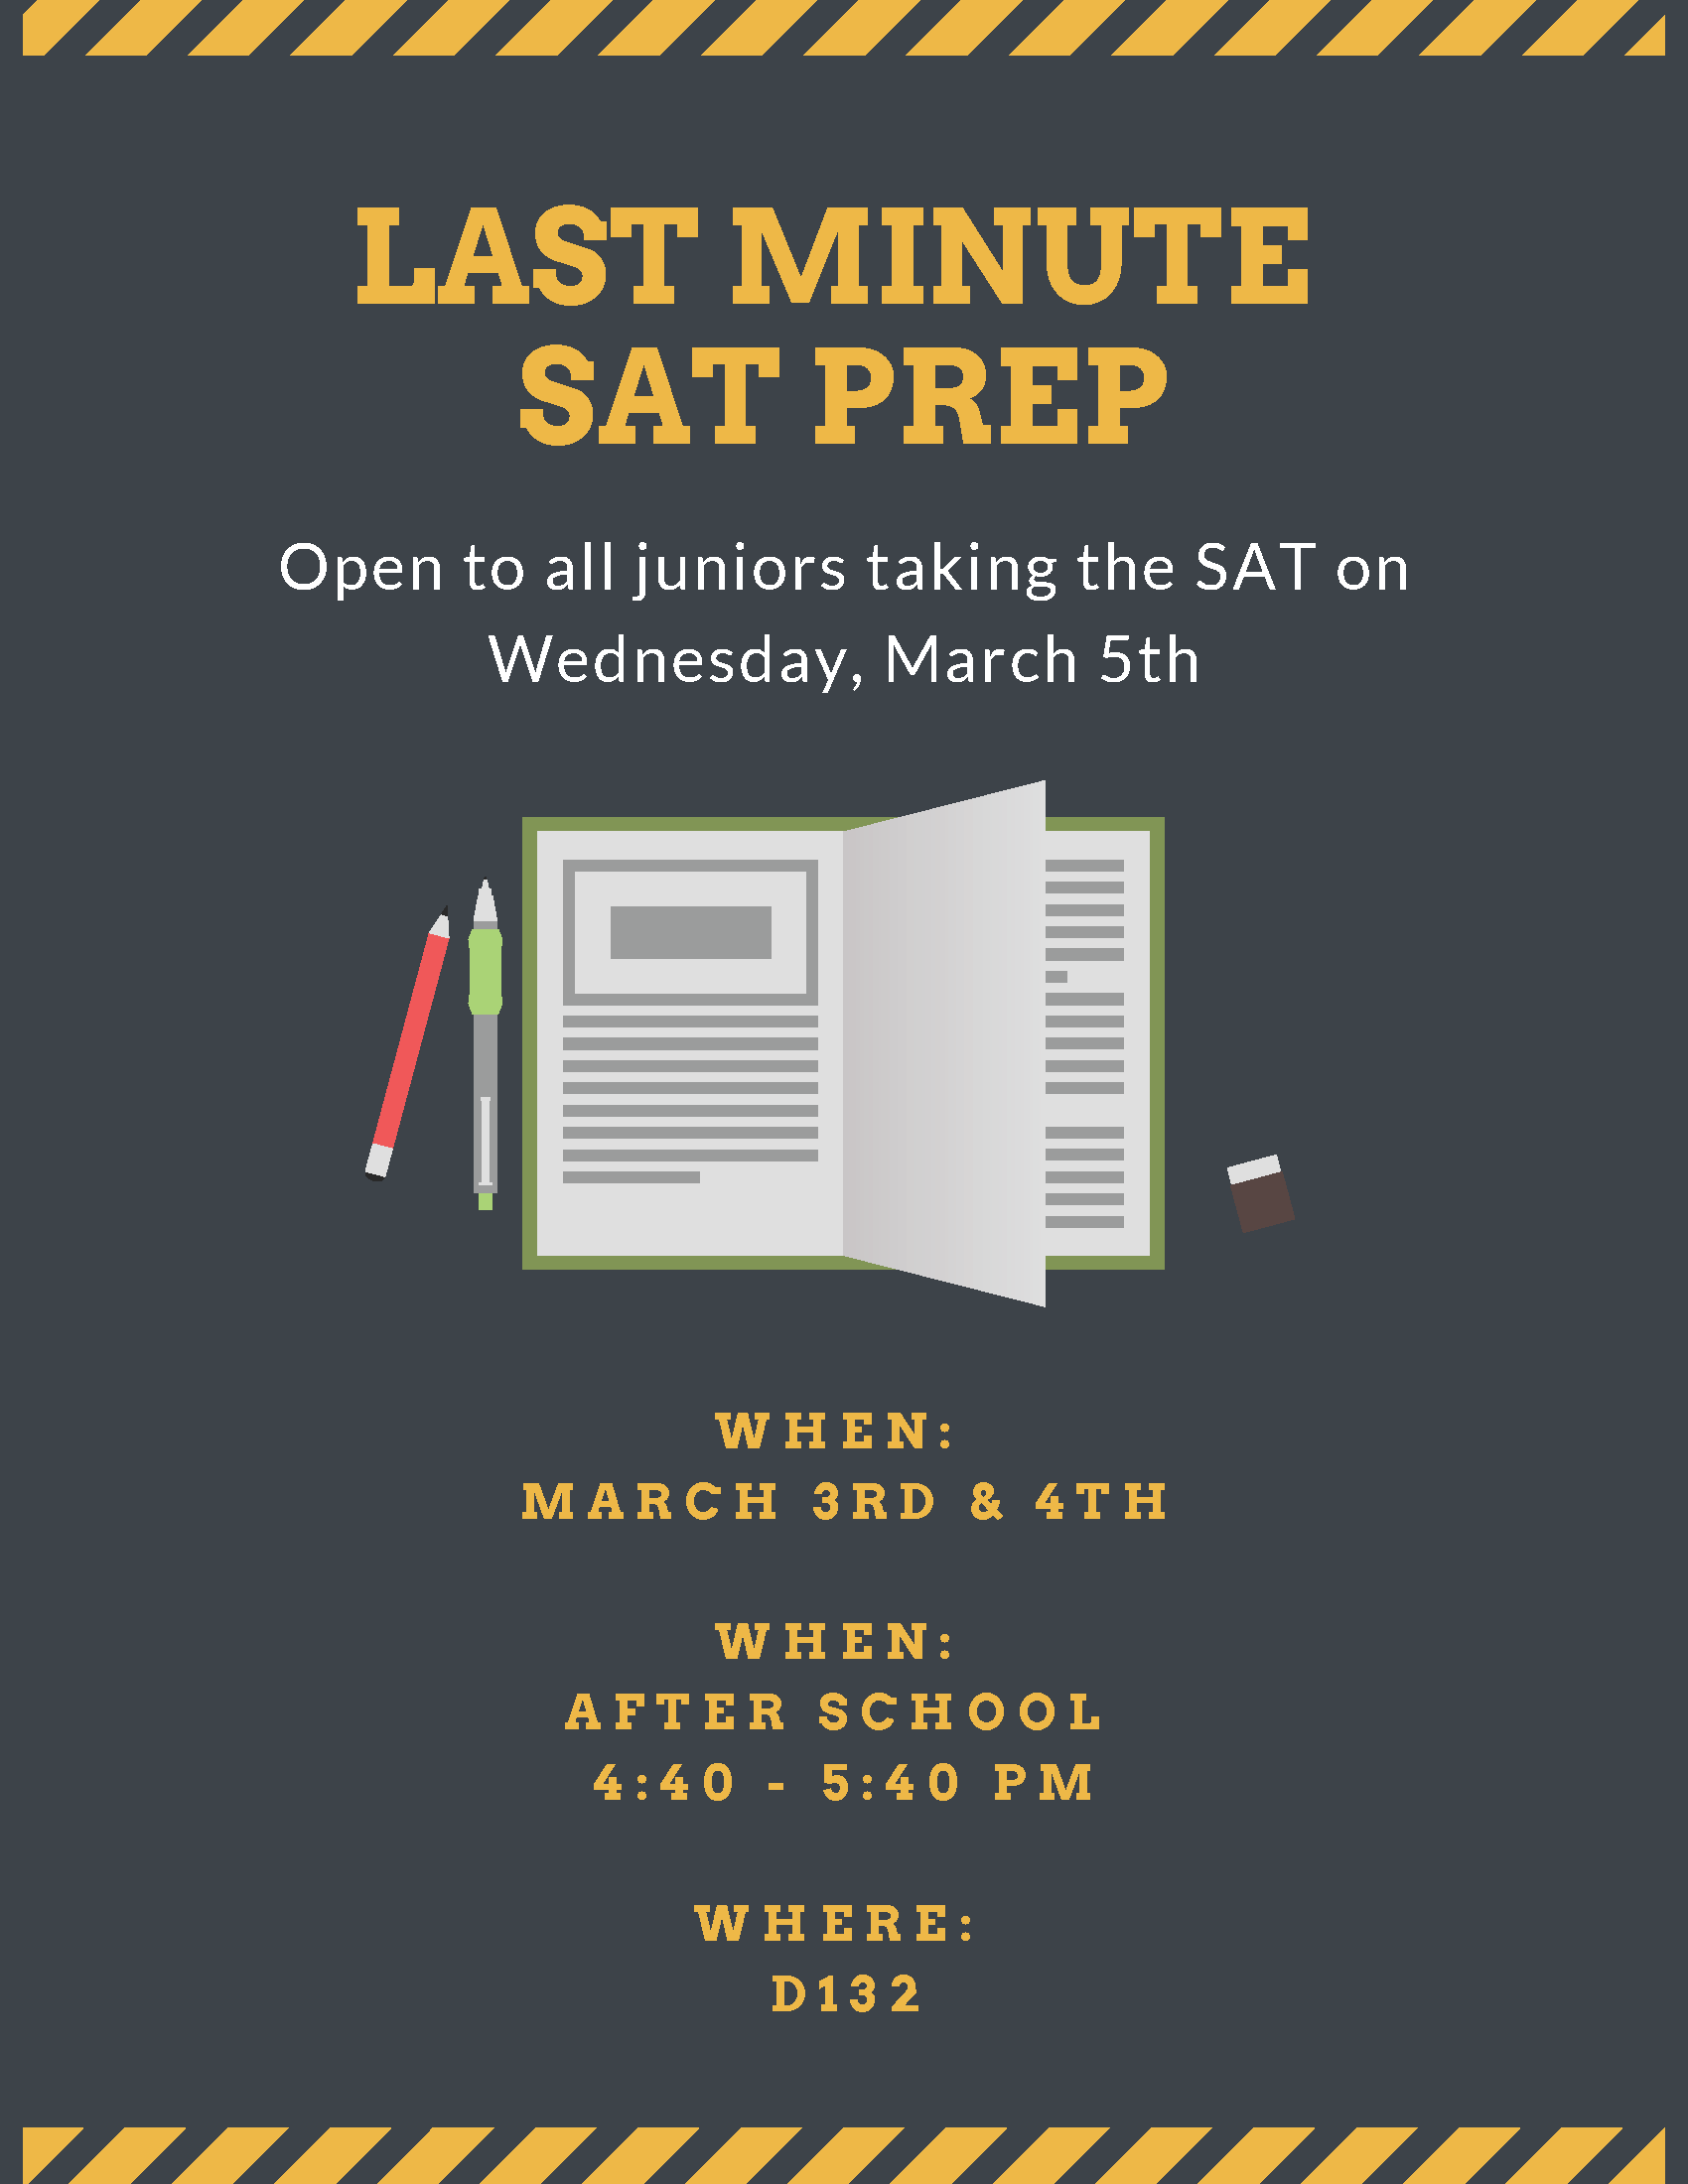 LAST MINUTE
SAT PREP
Open to all juniors taking the SAT on
Wednesday, March 5th
WHEN:
MARCH 3RD & 4TH
WHEN:
AFTER SCHOOL
4:40 - 5:40 PM
WHERE:
D132